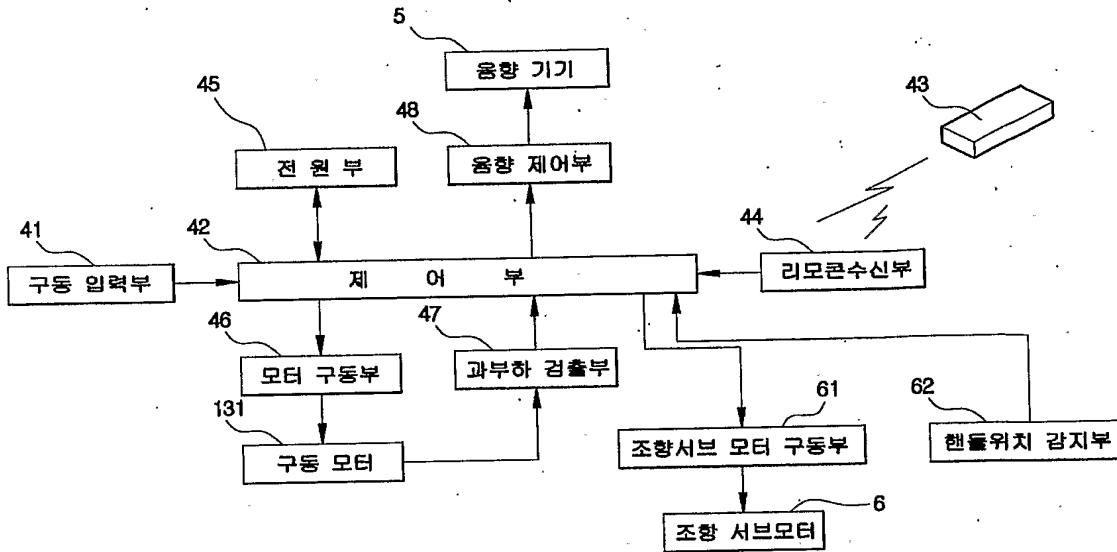 5
음향 기기
45
48
43
전 원 부
음향 제어부
41
42
44
구동 입력부
제 어 부
리모콘수신부
46
47
모터 구동부
과부하 검출부
131
61
62
구동 모터
조향서브 모터 구동부
핸들위치 감지부
6
조향 서브모터